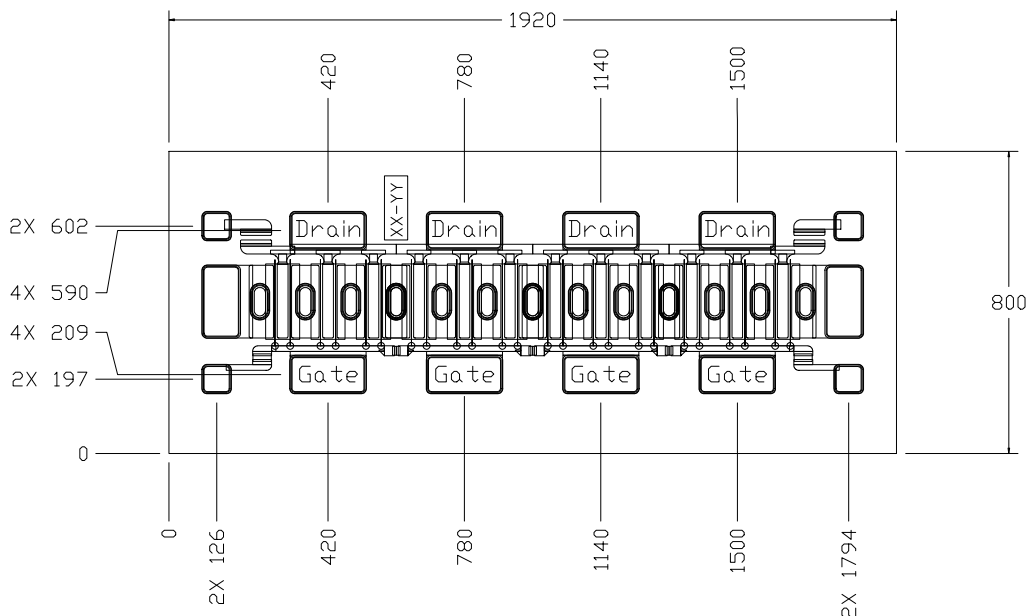 1920
420
780
1140
1500
XX-YY
2X 602
Drain
Drain
Drain
Drain
4X 590
800
4X 209
2X 197
Gate
Gate
Gate
Gate
0
0
2X 126
420
780
1140
1500
2X 1794